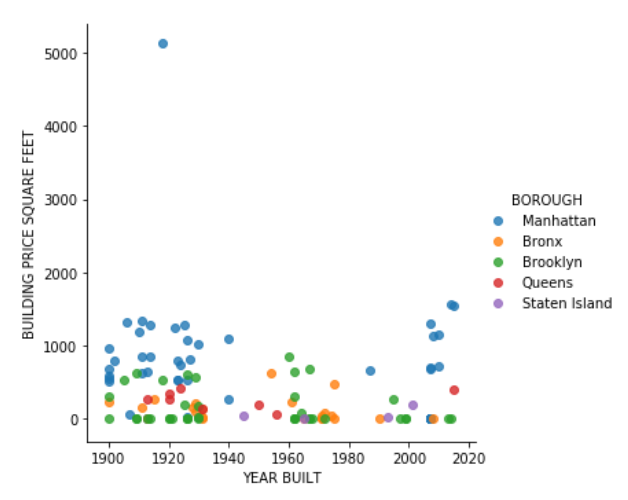 BUILDING PRICE SQUARE FEET
5000
4000
3000
2000
1000
0
1900 1920 1940 1960 1980 2000 2020
YEAR BUILT
BOROUGH
Manhattan
Bronx
Brooklyn
Queens
Staten Island